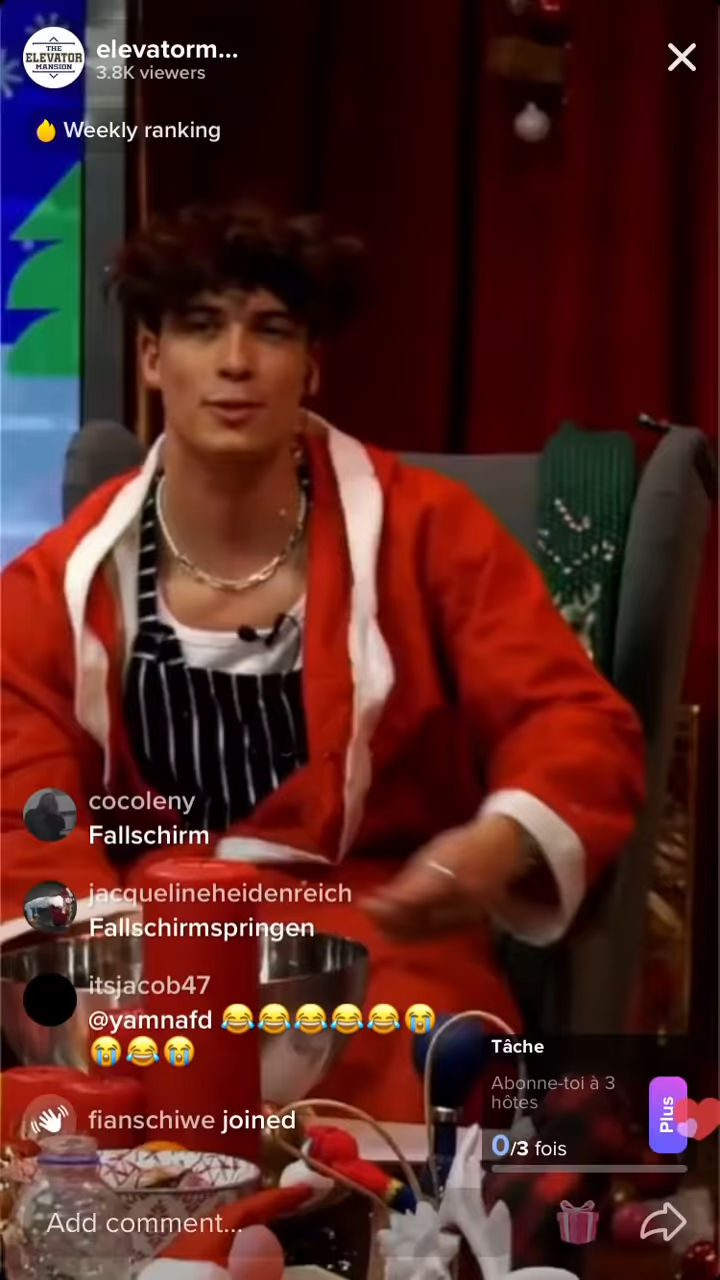 THE
ELEVATOR
MANSION
elevatorm...
3.8K viewers
Weekly ranking
cocoleny
Fallschirm
jacquelineheidenreich
Fallschirmspringen
itsjacob47
@yamnafd 😂😂😂😂😂😭
😭😂😭
fianschiwe joined
Tâche
Abonne-toi à 3
hôtes
0/3 fois
Plus
Add comment...